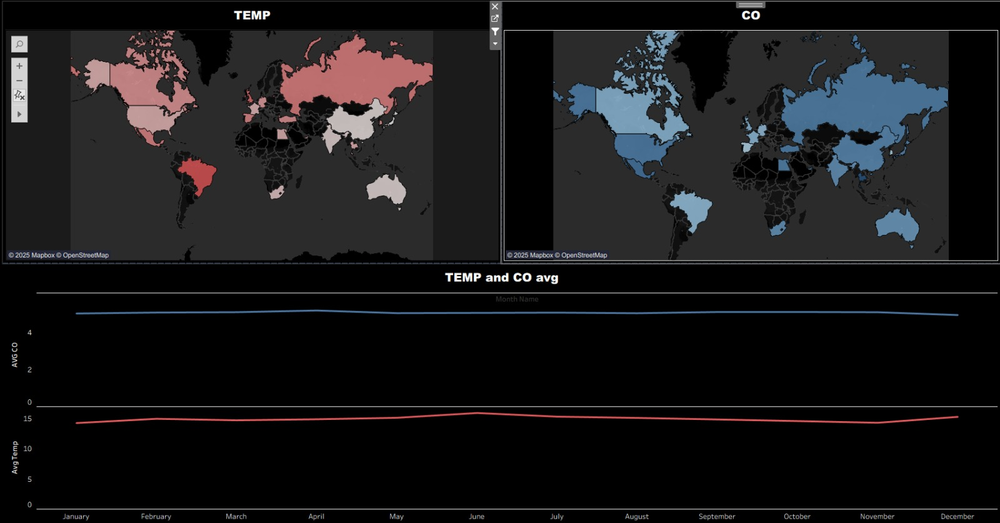 TEMP
CO
© 2025 Mapbox © OpenStreetMap
© 2025 Mapbox © OpenStreetMap
TEMP and CO avg
Month Name
AVG CO
4
2
0
Avg Temp
15
10
5
0
January
February
March
April
May
June
July
August
September
October
November
December